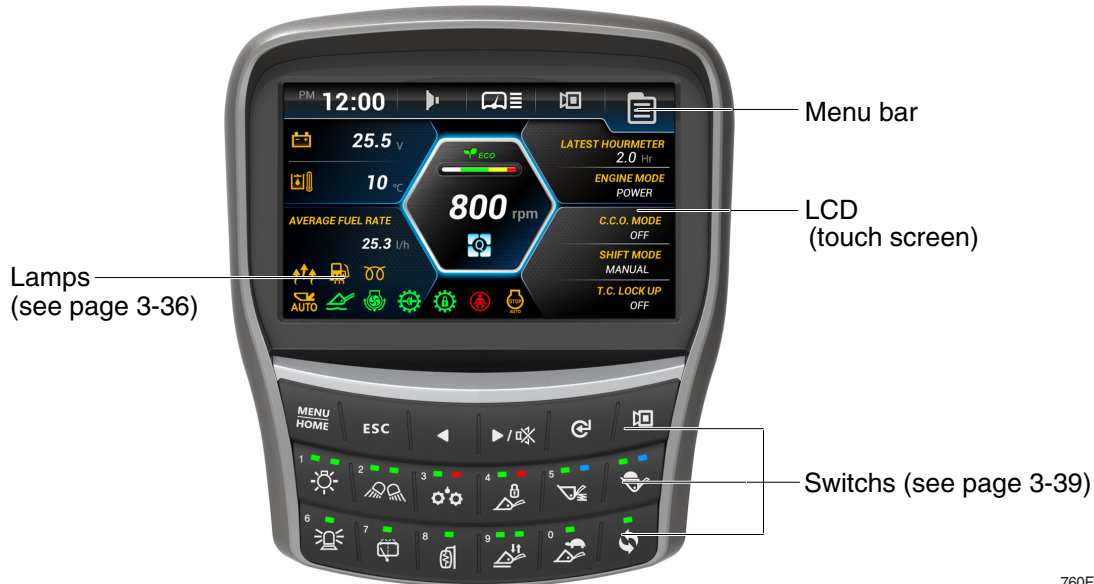 PM 12:00
Menu bar
25.5 V
10 °C
AVERAGE FUEL RATE
25.3 l/h
ECO
800 rpm
Q
LATEST HOURMETER
2.0 Hr
ENGINE MODE
POWER
C.C.O. MODE
OFF
SHIFT MODE
MANUAL
T.C. LOCK UP
OFF
LCD
(touch screen)
Lamps
(see page 3-36)
AUTO
STOP
AUTO
MENU
HOME
ESC
1
2
3
4
5
Switchs (see page 3-39)
6
7
8
9
0
760F